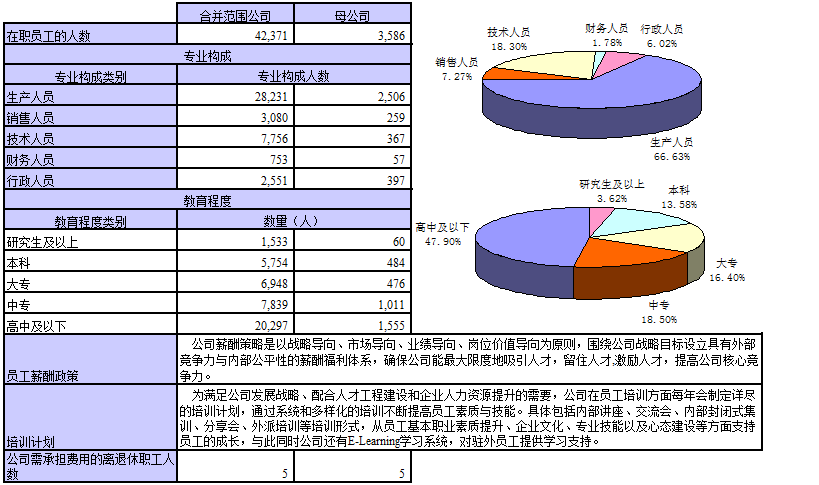 合并范围公司 母公司
在职员工的人数 42,371 3,586
专业构成
专业构成类别 专业构成人数
生产人员 28,231 2,506
销售人员 3,080 259
技术人员 7,756 367
财务人员 753 57
行政人员 2,551 397
教育程度
教育程度类别 数量（人）
研究生及以上 1,533 60
本科 5,754 484
大专 6,948 476
中专 7,839 1,011
高中及以下 20,297 1,555
员工薪酬政策
公司薪酬策略是以战略导向、市场导向、业绩导向、岗位价值导向为原则，围绕公司战略目标设立具有外部
竞争力与内部公平性的薪酬福利体系，确保公司能最大限度地吸引人才，留住人才,激励人才，提高公司核心竞
争力。
培训计划
为满足公司发展战略、配合人才工程建设和企业人力资源提升的需要，公司在员工培训方面每年会制定详尽
的培训计划，通过系统和多样化的培训不断提高员工素质与技能。具体包括内部讲座、交流会、内部封闭式集
训、分享会、外派培训等培训形式，从员工基本职业素质提升、企业文化、专业技能以及心态建设等方面支持
员工的成长，与此同时公司还有E-Learning学习系统，对驻外员工提供学习支持。
公司需承担费用的离退休职工人
数 5 5
财务人员
1.78%
行政人员
6.02%
技术人员
18.30%
销售人员
7.27%
生产人员
66.63%
研究生及以上
3.62%
本科
13.58%
高中及以下
47.90%
大专
16.40%
中专
18.50%